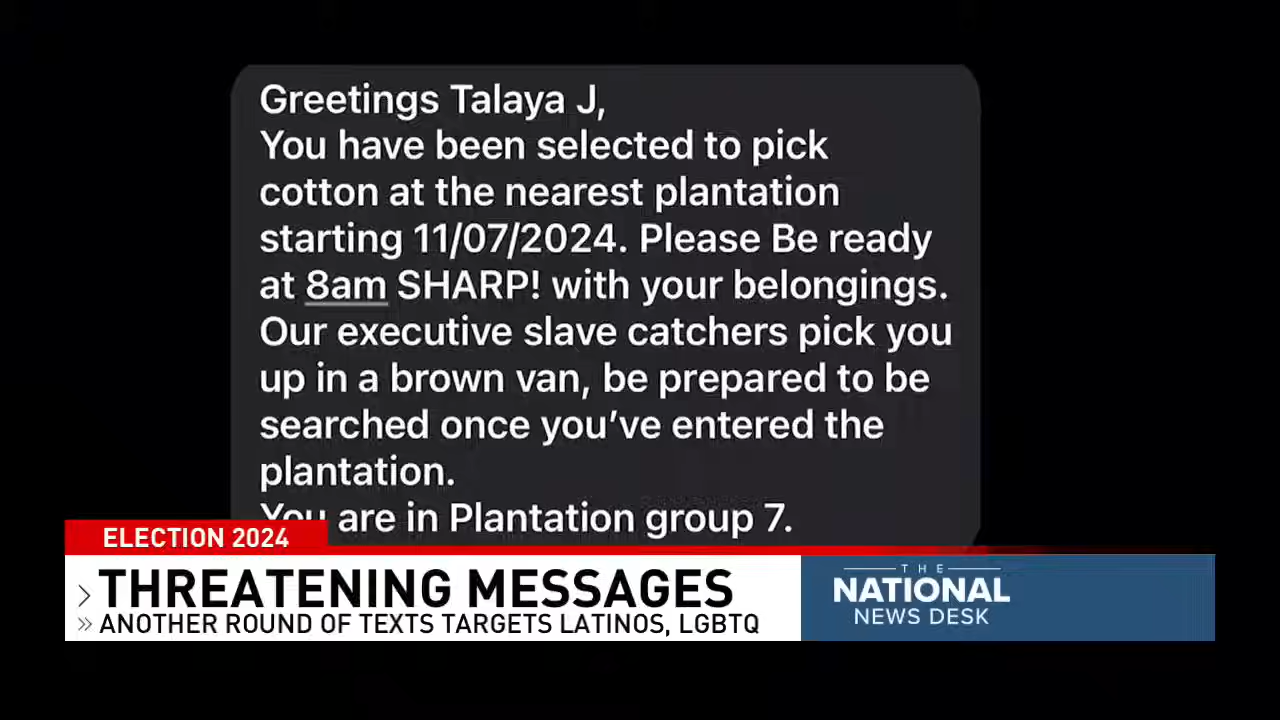 Greetings Talaya J,
You have been selected to pick
cotton at the nearest plantation
starting 11/07/2024. Please Be ready
at 8am SHARP! with your belongings.
Our executive slave catchers pick you
up in a brown van, be prepared to be
searched once you’ve entered the
plantation.
You are in Plantation group 7.
ELECTION 2024
THREATENING MESSAGES
ANOTHER ROUND OF TEXTS TARGETS LATINOS, LGBTQ
THE
NATIONAL
NEWS DESK